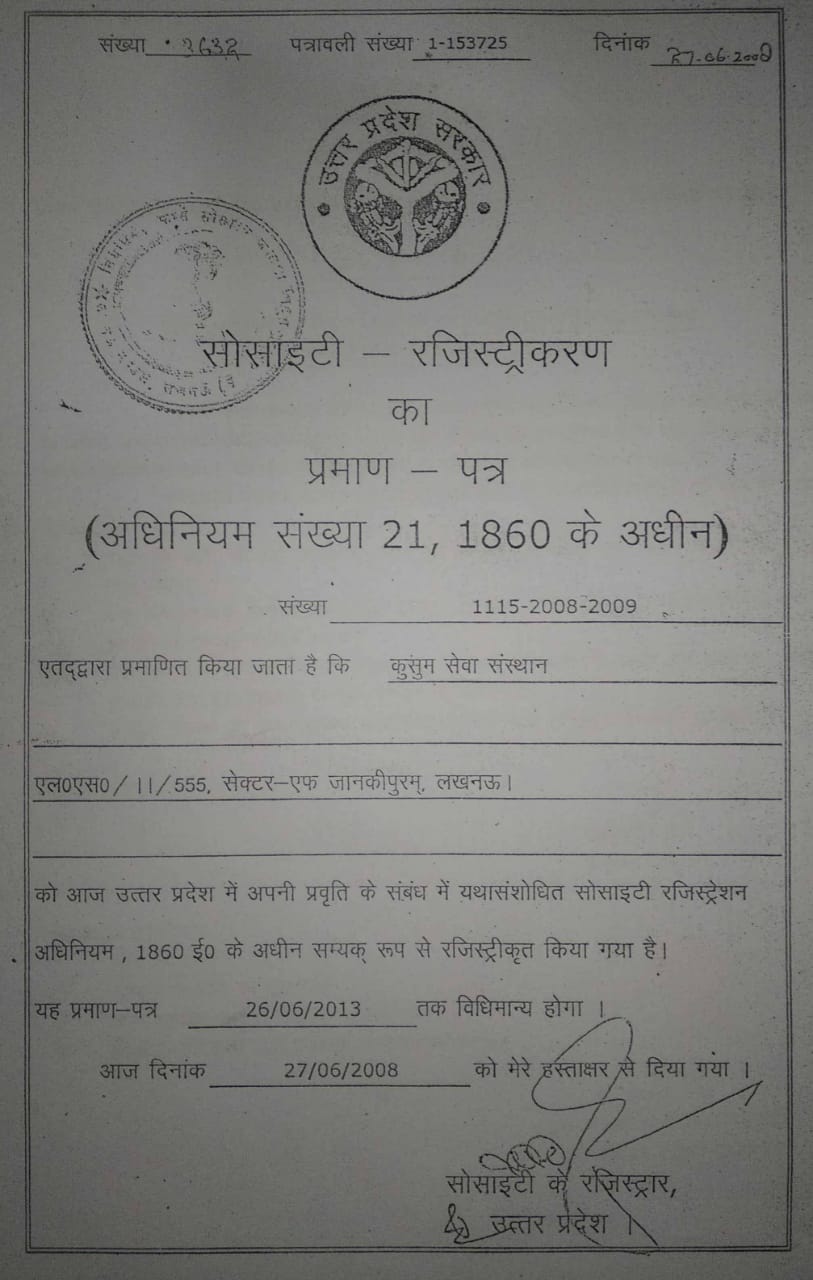 संख्या 2632 पत्रावली संख्या 1-153725 दिनांक 27-06-2008
उत्तर प्रदेश सरकार
सोसाइटी – रजिस्ट्रीकरण
का
प्रमाण – पत्र
(अधिनियम संख्या 21, 1860 के अधीन)
संख्या 1115-2008-2009
एतद्द्वारा प्रमाणित किया जाता है कि कुसुम सेवा संस्थान
एल0एस0/।।/555, सेक्टर–एफ जानकीपुरम्, लखनऊ।
को आज उत्तर प्रदेश में अपनी प्रवृति के संबंध में यथासंशोधित सोसाइटी रजिस्ट्रेशन
अधिनियम , 1860 ई0 के अधीन सम्यक् रूप से रजिस्ट्रीकृत किया गया है।
यह प्रमाण–पत्र 26/06/2013 तक विधिमान्य होगा ।
आज दिनांक 27/06/2008 को मेरे हस्ताक्षर से दिया गया ।
सोसाइटी के रजिस्ट्रार,
उत्तर प्रदेश ।